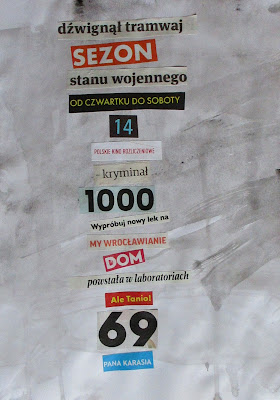 dźwignął tramwaj
SEZON
stanu wojennego
OD CZWARTKU DO SOBOTY
14
POLSKIE KINO ROZLICZENIOWE
– kryminał
1000
Wypróbuj nowy lek na
MY WROCŁAWIANIE
DOM
powstała w laboratoriach
Ale Tanio!
69
PANA KARASIA